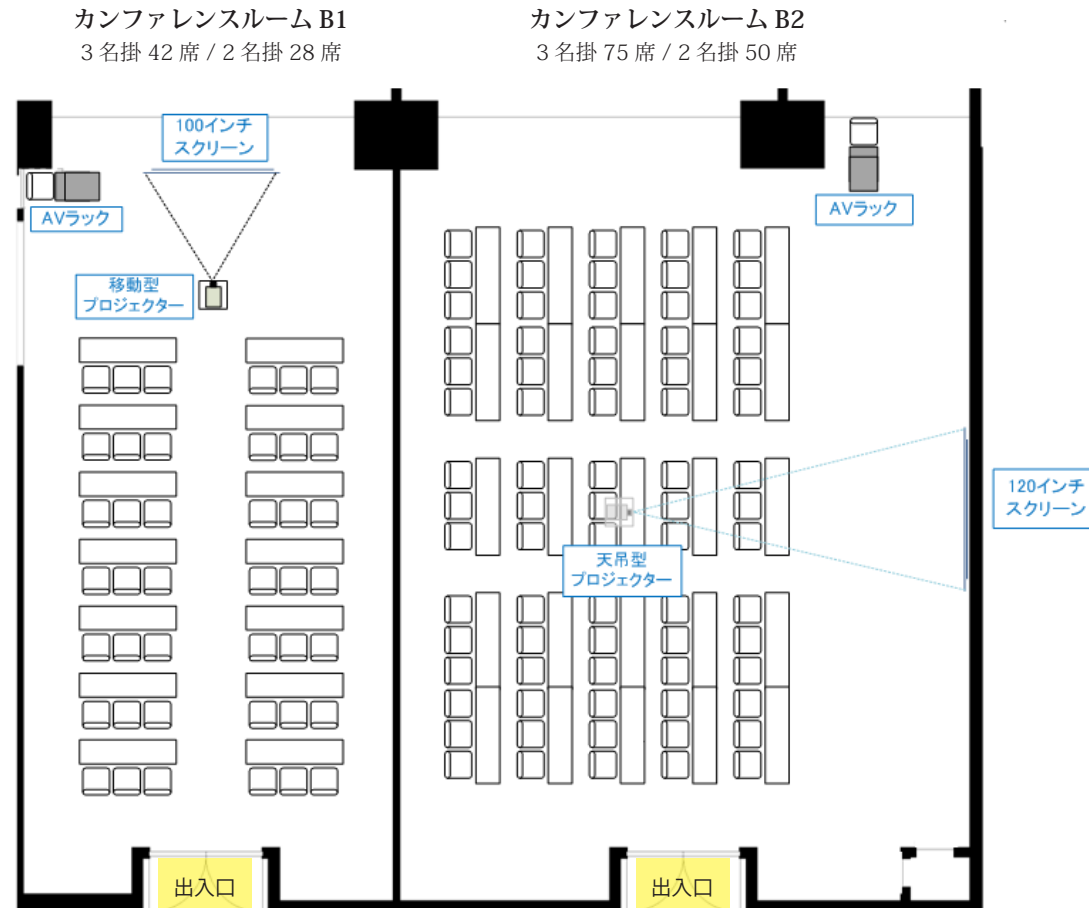 カンファレンスルーム B1
3 名掛 42 席 / 2 名掛 28 席
カンファレンスルーム B2
3 名掛 75 席 / 2 名掛 50 席
100インチ
スクリーン
AVラック
移動型
プロジェクター
AVラック
120インチ
スクリーン
天吊型
プロジェクター
出入口
出入口